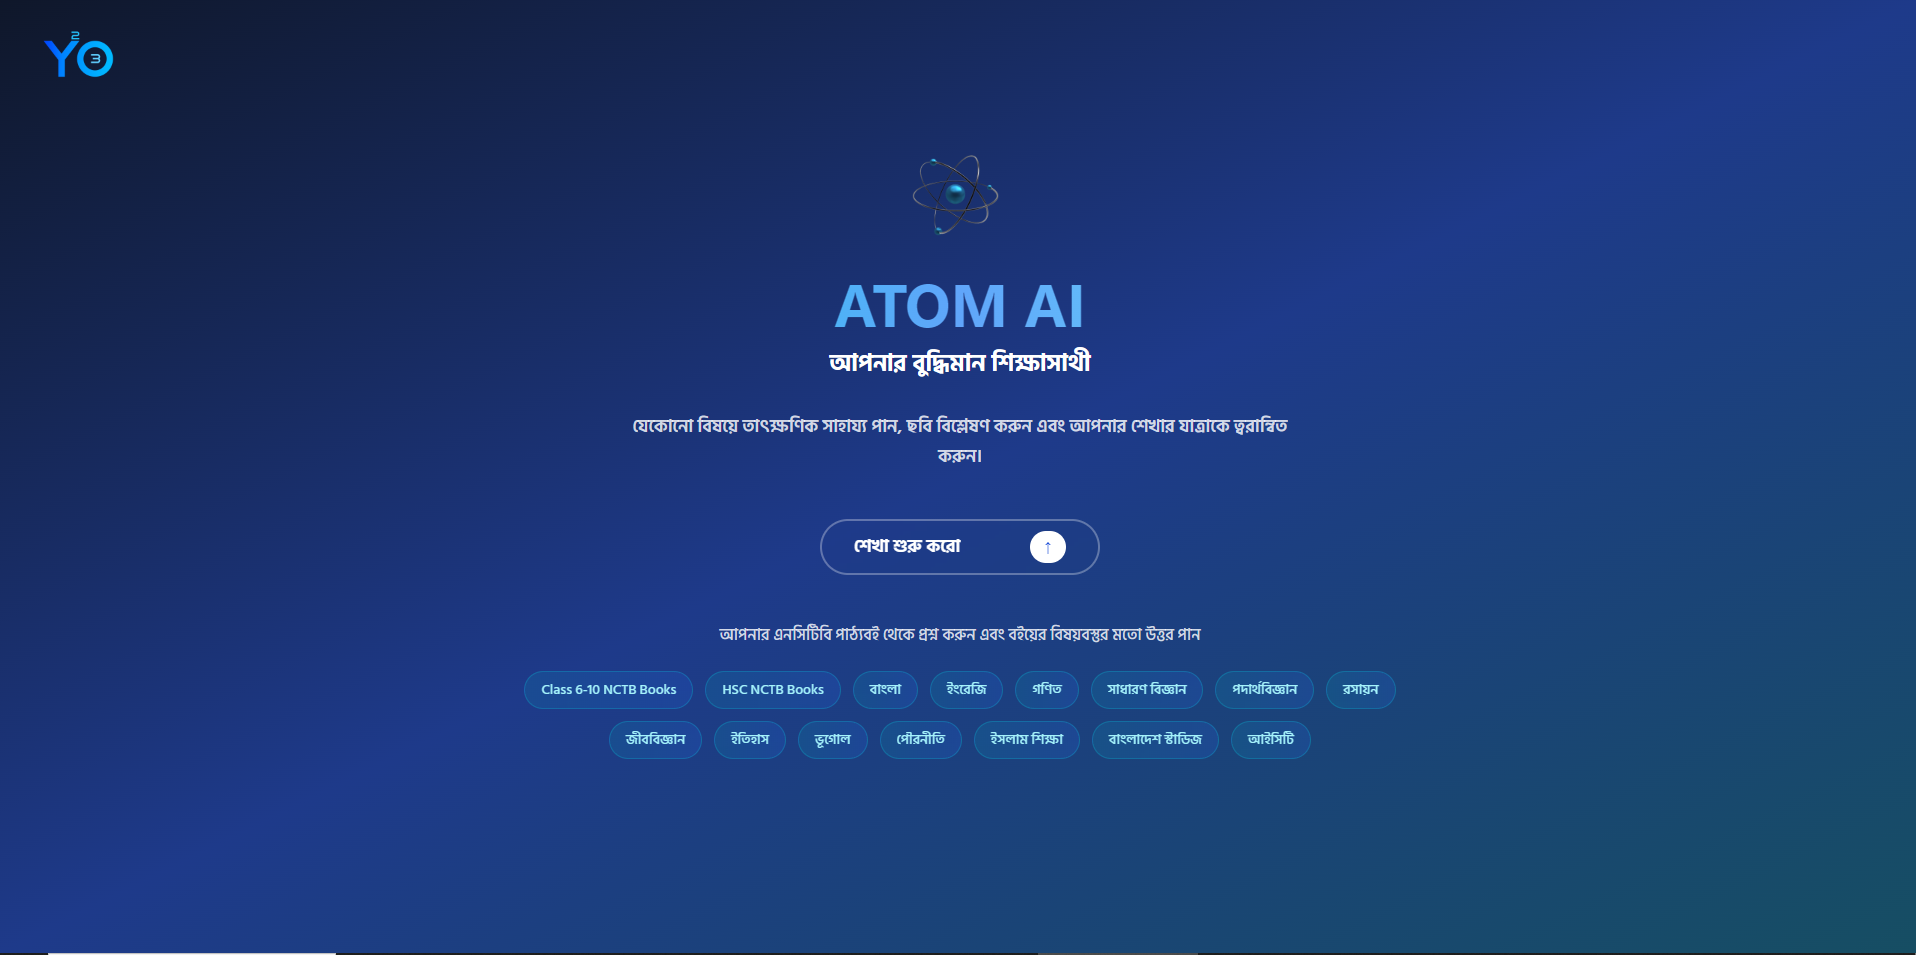 Y2O3
ATOM AI
আপনার বুদ্ধিমান শিক্ষাসাথী
যেকোনো বিষয়ে তাৎক্ষণিক সাহায্য পান, ছবি বিশ্লেষণ করুন এবং আপনার শেখার যাত্রাকে ত্বরান্বিত
করুন।
শেখা শুরু করো ↑
আপনার এনসিটিবি পাঠ্যবই থেকে প্রশ্ন করুন এবং বইয়ের বিষয়বস্তুর মতো উত্তর পান
Class 6-10 NCTB Books HSC NCTB Books বাংলা ইংরেজি গণিত সাধারণ বিজ্ঞান পদার্থবিজ্ঞান রসায়ন
জীববিজ্ঞান ইতিহাস ভূগোল পৌরনীতি ইসলাম শিক্ষা বাংলাদেশ স্টাডিজ আইসিটি